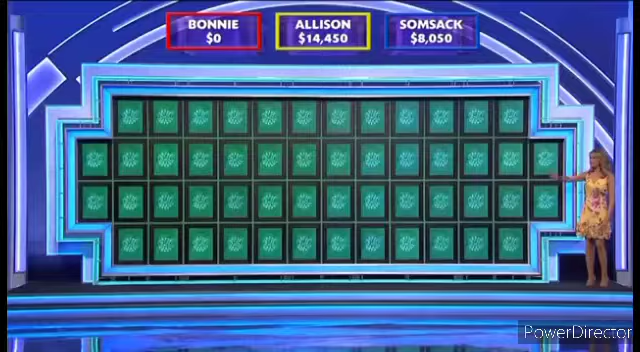 BONNIE
$0
ALLISON
$14,450
SOMSACK
$8,050
PowerDirector